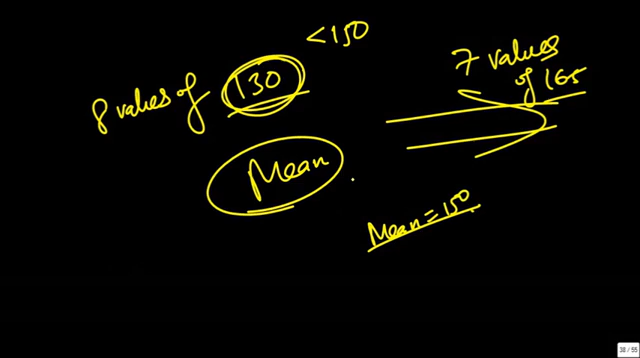 <150
8 values of 130
7 values
of 165
Mean
Mean = 150
38 / 55